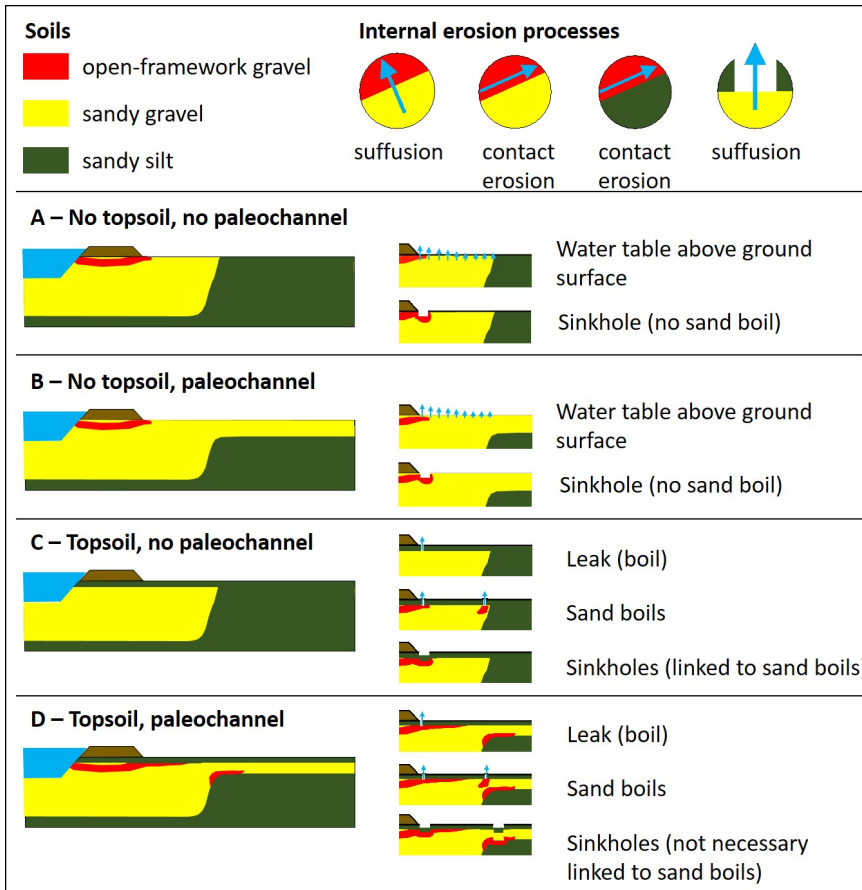 Soils
Internal erosion processes
open-framework gravel
sandy gravel
sandy silt
suffusion
contact
erosion
contact
erosion
suffusion
A – No topsoil, no paleochannel
Water table above ground
surface
Sinkhole (no sand boil)
B – No topsoil, paleochannel
Water table above ground
surface
Sinkhole (no sand boil)
C – Topsoil, no paleochannel
Leak (boil)
Sand boils
Sinkholes (linked to sand boils)
D – Topsoil, paleochannel
Leak (boil)
Sand boils
Sinkholes (not necessary
linked to sand boils)